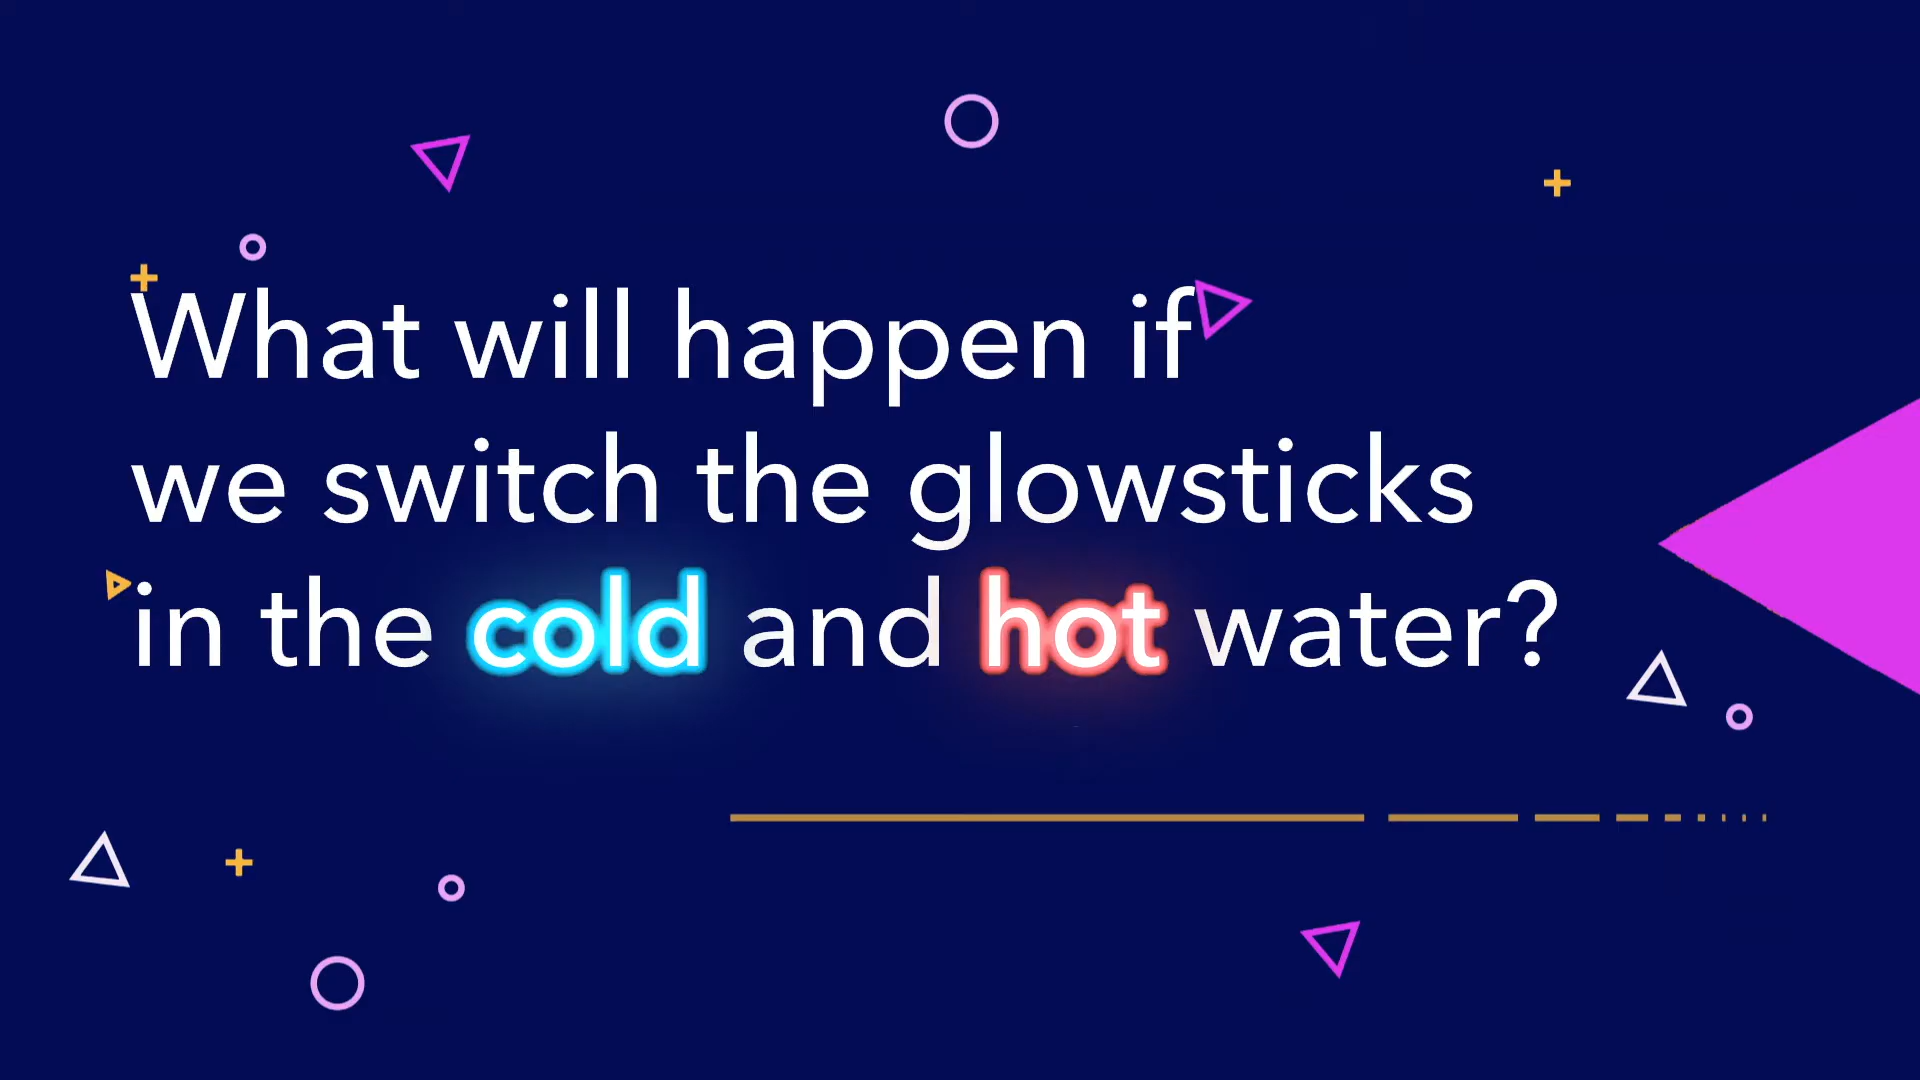 What will happen if
we switch the glowsticks
in the cold and hot water?